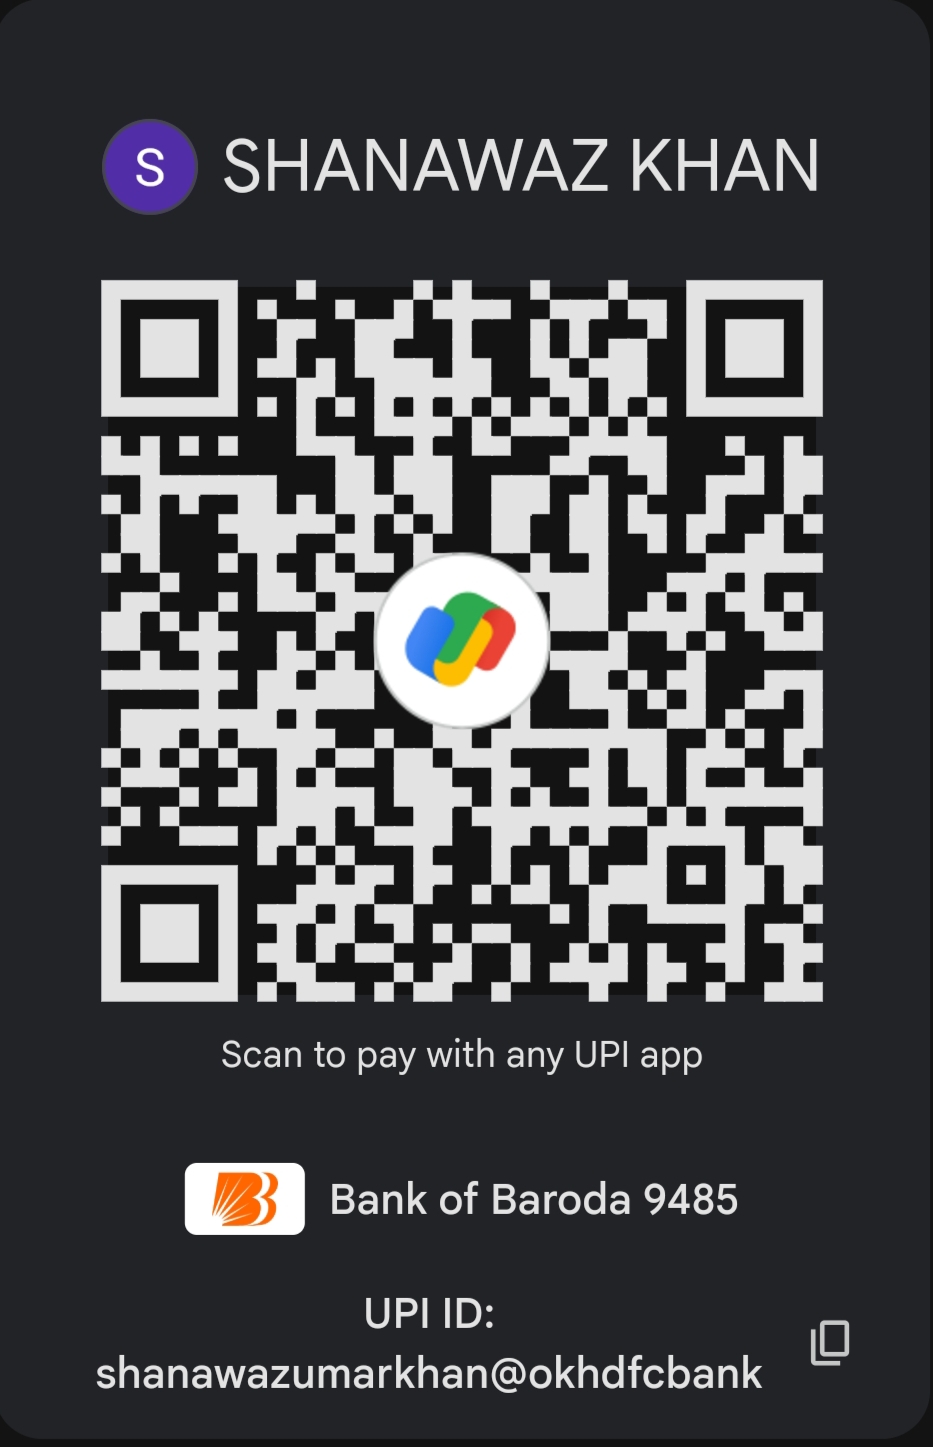 S SHANAWAZ KHAN
Scan to pay with any UPI app
Bank of Baroda 9485
UPI ID:
shanawazumarkhan@okhdfcbank